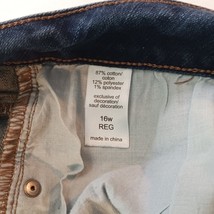 87% cotton/
coton
12% polyester
1% spandex
exclusive of
decoration/
sauf décoration
16w
REG
made in china